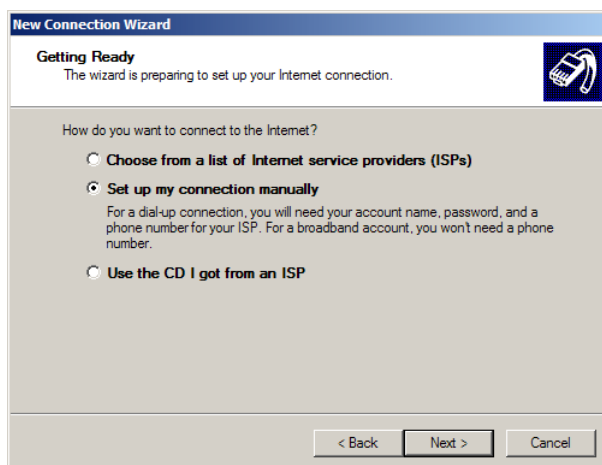 New Connection Wizard
Getting Ready
The wizard is preparing to set up your Internet connection.
How do you want to connect to the Internet?
Choose from a list of Internet service providers (ISPs)
Set up my connection manually
For a dial-up connection, you will need your account name, password, and a
phone number for your ISP. For a broadband account, you won't need a phone
number.
Use the CD I got from an ISP
< Back Next > Cancel